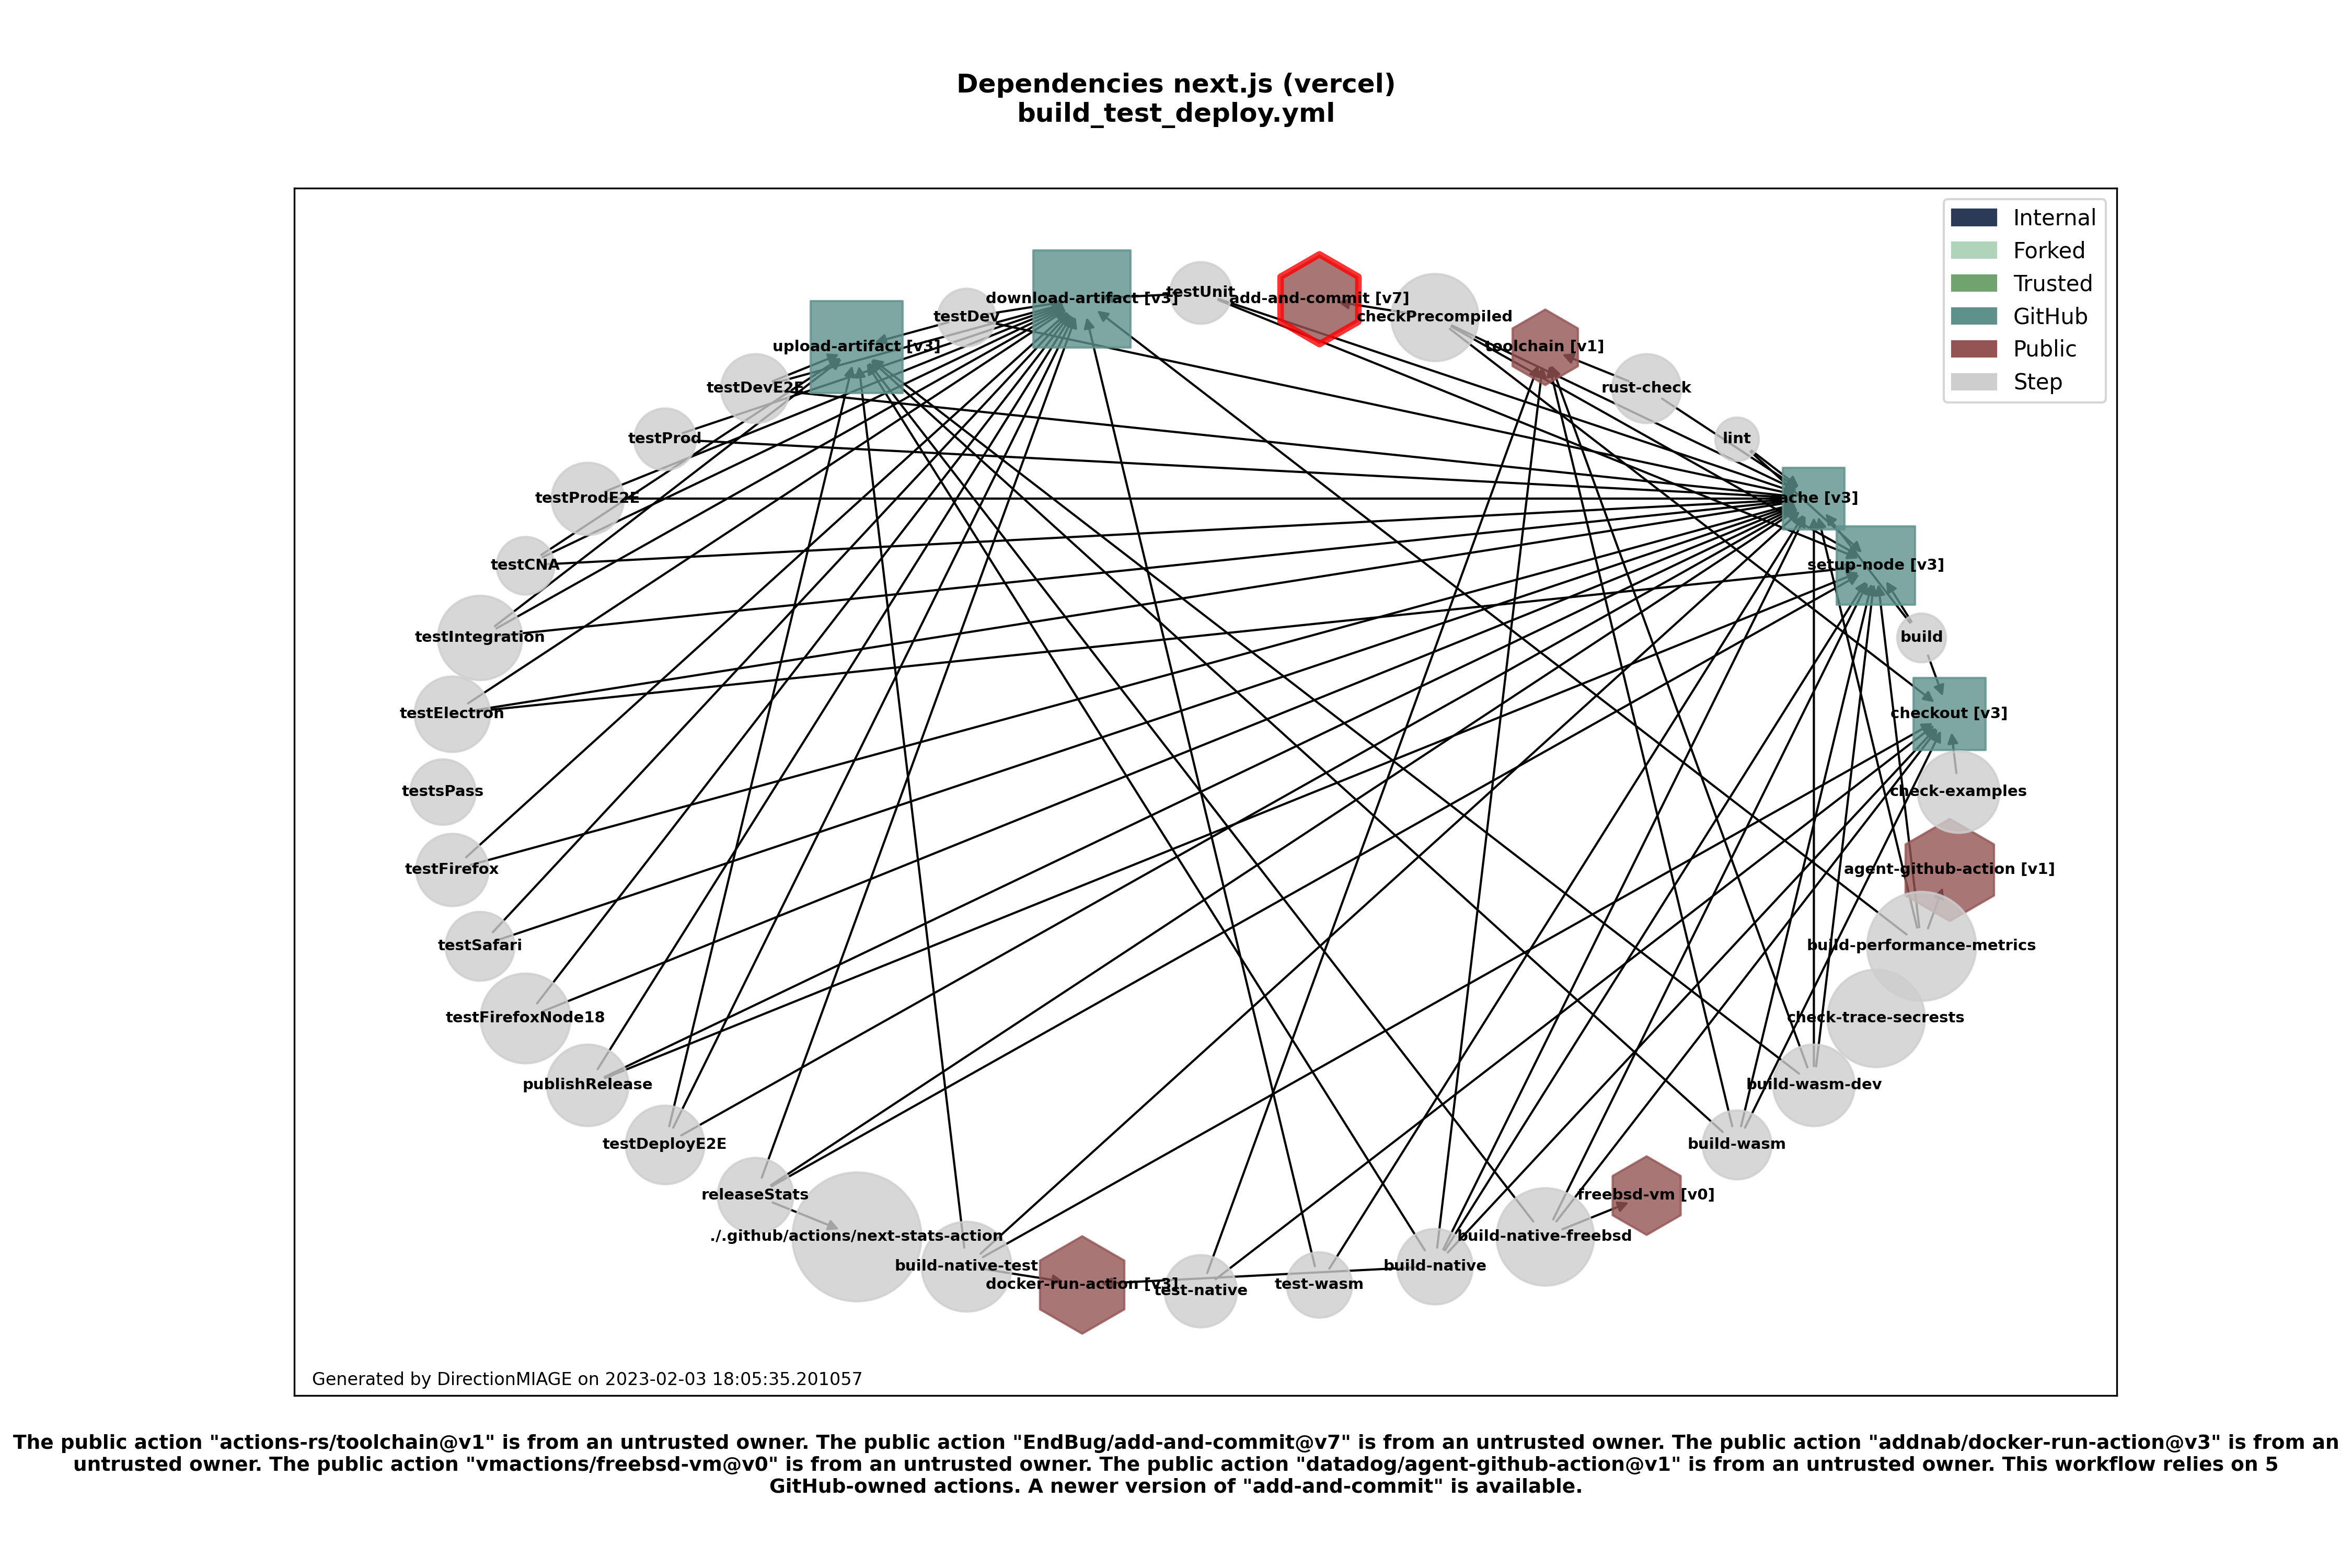 Dependencies next.js (vercel)
build_test_deploy.yml
Internal
Forked
Trusted
GitHub
Public
Step
testUnit
download-artifact [v3]
add-and-commit [v7]
testDev
checkPrecompiled
upload-artifact [v3]
toolchain [v1]
testDevE2E
rust-check
testProd
lint
testProdE2E
ache [v3]
testCNA
setup-node [v3]
testIntegration
build
testElectron
checkout [v3]
testsPass
check-examples
testFirefox
agent-github-action [v1]
testSafari
build-performance-metrics
testFirefoxNode18
check-trace-secrests
publishRelease
build-wasm-dev
testDeployE2E
build-wasm
releaseStats
freebsd-vm [v0]
./.github/actions/next-stats-action
build-native-freebsd
build-native-test
build-native
docker-run-action [v3]
test-native
test-wasm
Generated by DirectionMIAGE on 2023-02-03 18:05:35.201057
The public action "actions-rs/toolchain@v1" is from an untrusted owner. The public action "EndBug/add-and-commit@v7" is from an untrusted owner. The public action "addnab/docker-run-action@v3" is from an
untrusted owner. The public action "vmactions/freebsd-vm@v0" is from an untrusted owner. The public action "datadog/agent-github-action@v1" is from an untrusted owner. This workflow relies on 5
GitHub-owned actions. A newer version of "add-and-commit" is available.